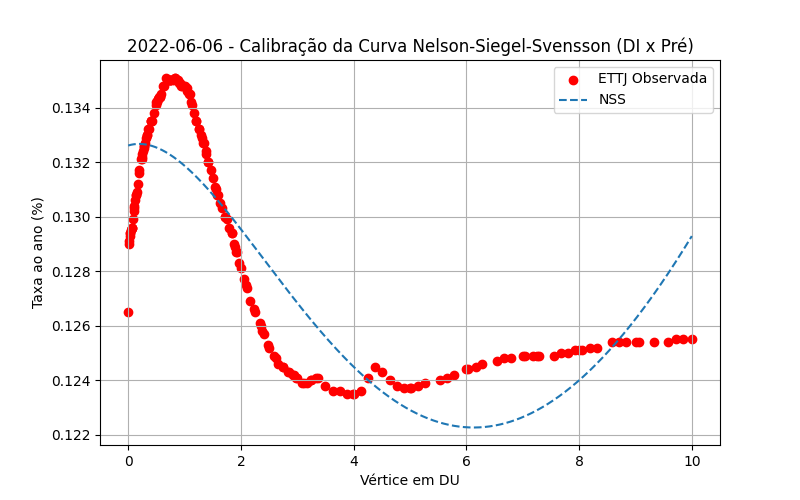 2022-06-06 - Calibração da Curva Nelson-Siegel-Svensson (DI x Pré)
ETTJ Observada
NSS
Taxa ao ano (%)
0.134
0.132
0.130
0.128
0.126
0.124
0.122
0
2
4
6
8
10
Vértice em DU